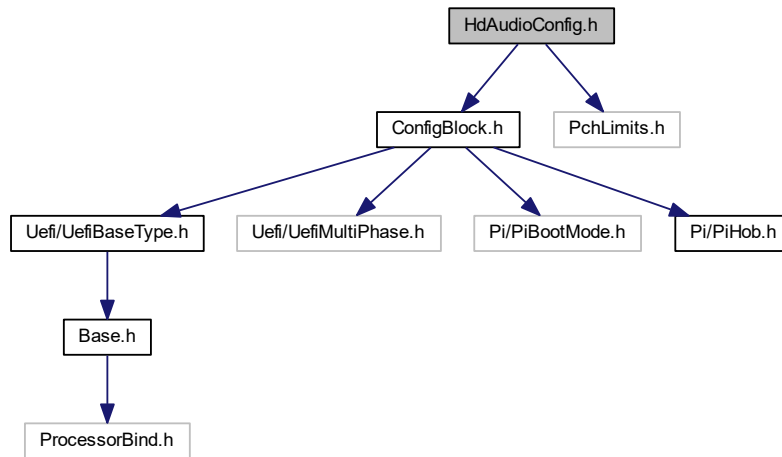 HdAudioConfig.h
ConfigBlock.h
PchLimits.h
Uefi/UefiBaseType.h
Uefi/UefiMultiPhase.h
Pi/PiBootMode.h
Pi/PiHob.h
Base.h
ProcessorBind.h